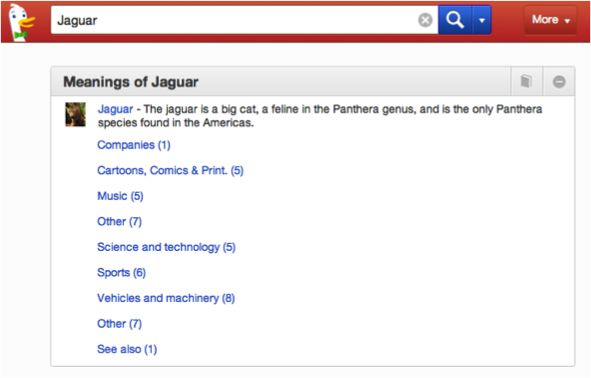 Jaguar
More
Meanings of Jaguar
Jaguar - The jaguar is a big cat, a feline in the Panthera genus, and is the only Panthera
species found in the Americas.
Companies (1)
Cartoons, Comics & Print. (5)
Music (5)
Other (7)
Science and technology (5)
Sports (6)
Vehicles and machinery (8)
Other (7)
See also (1)